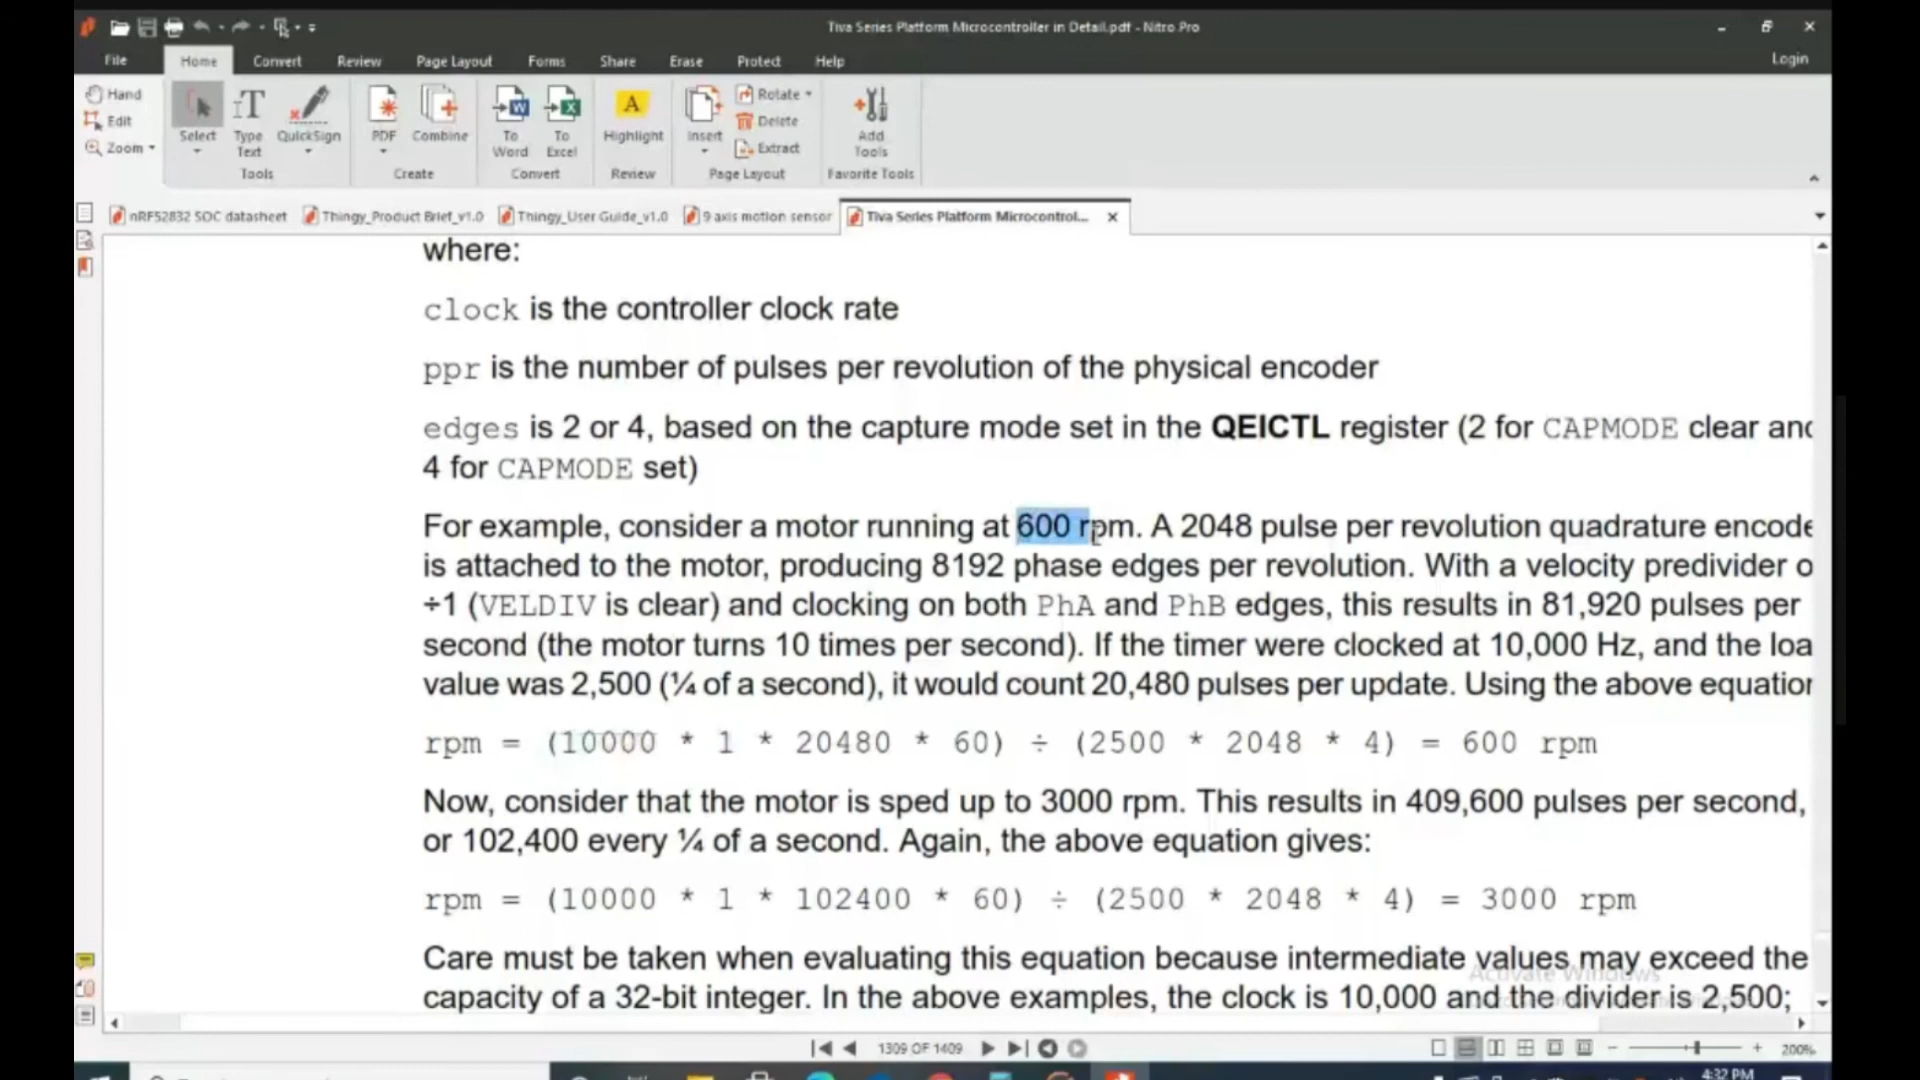 Tiva Series Platform Microcontroller in Detail.pdf - Nitro Pro
File Home Convert Review Page Layout Forms Share Erase Protect Help Login
Hand
Edit
Zoom
Select
Type Text
QuickSign
Tools
PDF
Combine
Create
To Word
To Excel
Convert
Highlight
Review
Insert
Rotate
Delete
Extract
Page Layout
Add Tools
Favorite Tools
nRF52832 SOC datasheet Thingy_Product Brief_v1.0 Thingy_User Guide_v1.0 9 axis motion sensor Tiva Series Platform Microcontrol...
where:
clock is the controller clock rate
ppr is the number of pulses per revolution of the physical encoder
edges is 2 or 4, based on the capture mode set in the QEICTL register (2 for CAPMODE clear and
4 for CAPMODE set)
For example, consider a motor running at 600 rpm. A 2048 pulse per revolution quadrature encode
is attached to the motor, producing 8192 phase edges per revolution. With a velocity predivider o
÷1 (VELDIV is clear) and clocking on both PhA and PhB edges, this results in 81,920 pulses per
second (the motor turns 10 times per second). If the timer were clocked at 10,000 Hz, and the loa
value was 2,500 (¼ of a second), it would count 20,480 pulses per update. Using the above equation
rpm = (10000 * 1 * 20480 * 60) ÷ (2500 * 2048 * 4) = 600 rpm
Now, consider that the motor is sped up to 3000 rpm. This results in 409,600 pulses per second,
or 102,400 every ¼ of a second. Again, the above equation gives:
rpm = (10000 * 1 * 102400 * 60) ÷ (2500 * 2048 * 4) = 3000 rpm
Care must be taken when evaluating this equation because intermediate values may exceed the
capacity of a 32-bit integer. In the above examples, the clock is 10,000 and the divider is 2,500;
Activate Windows
1309 OF 1409
200%
4:32 PM